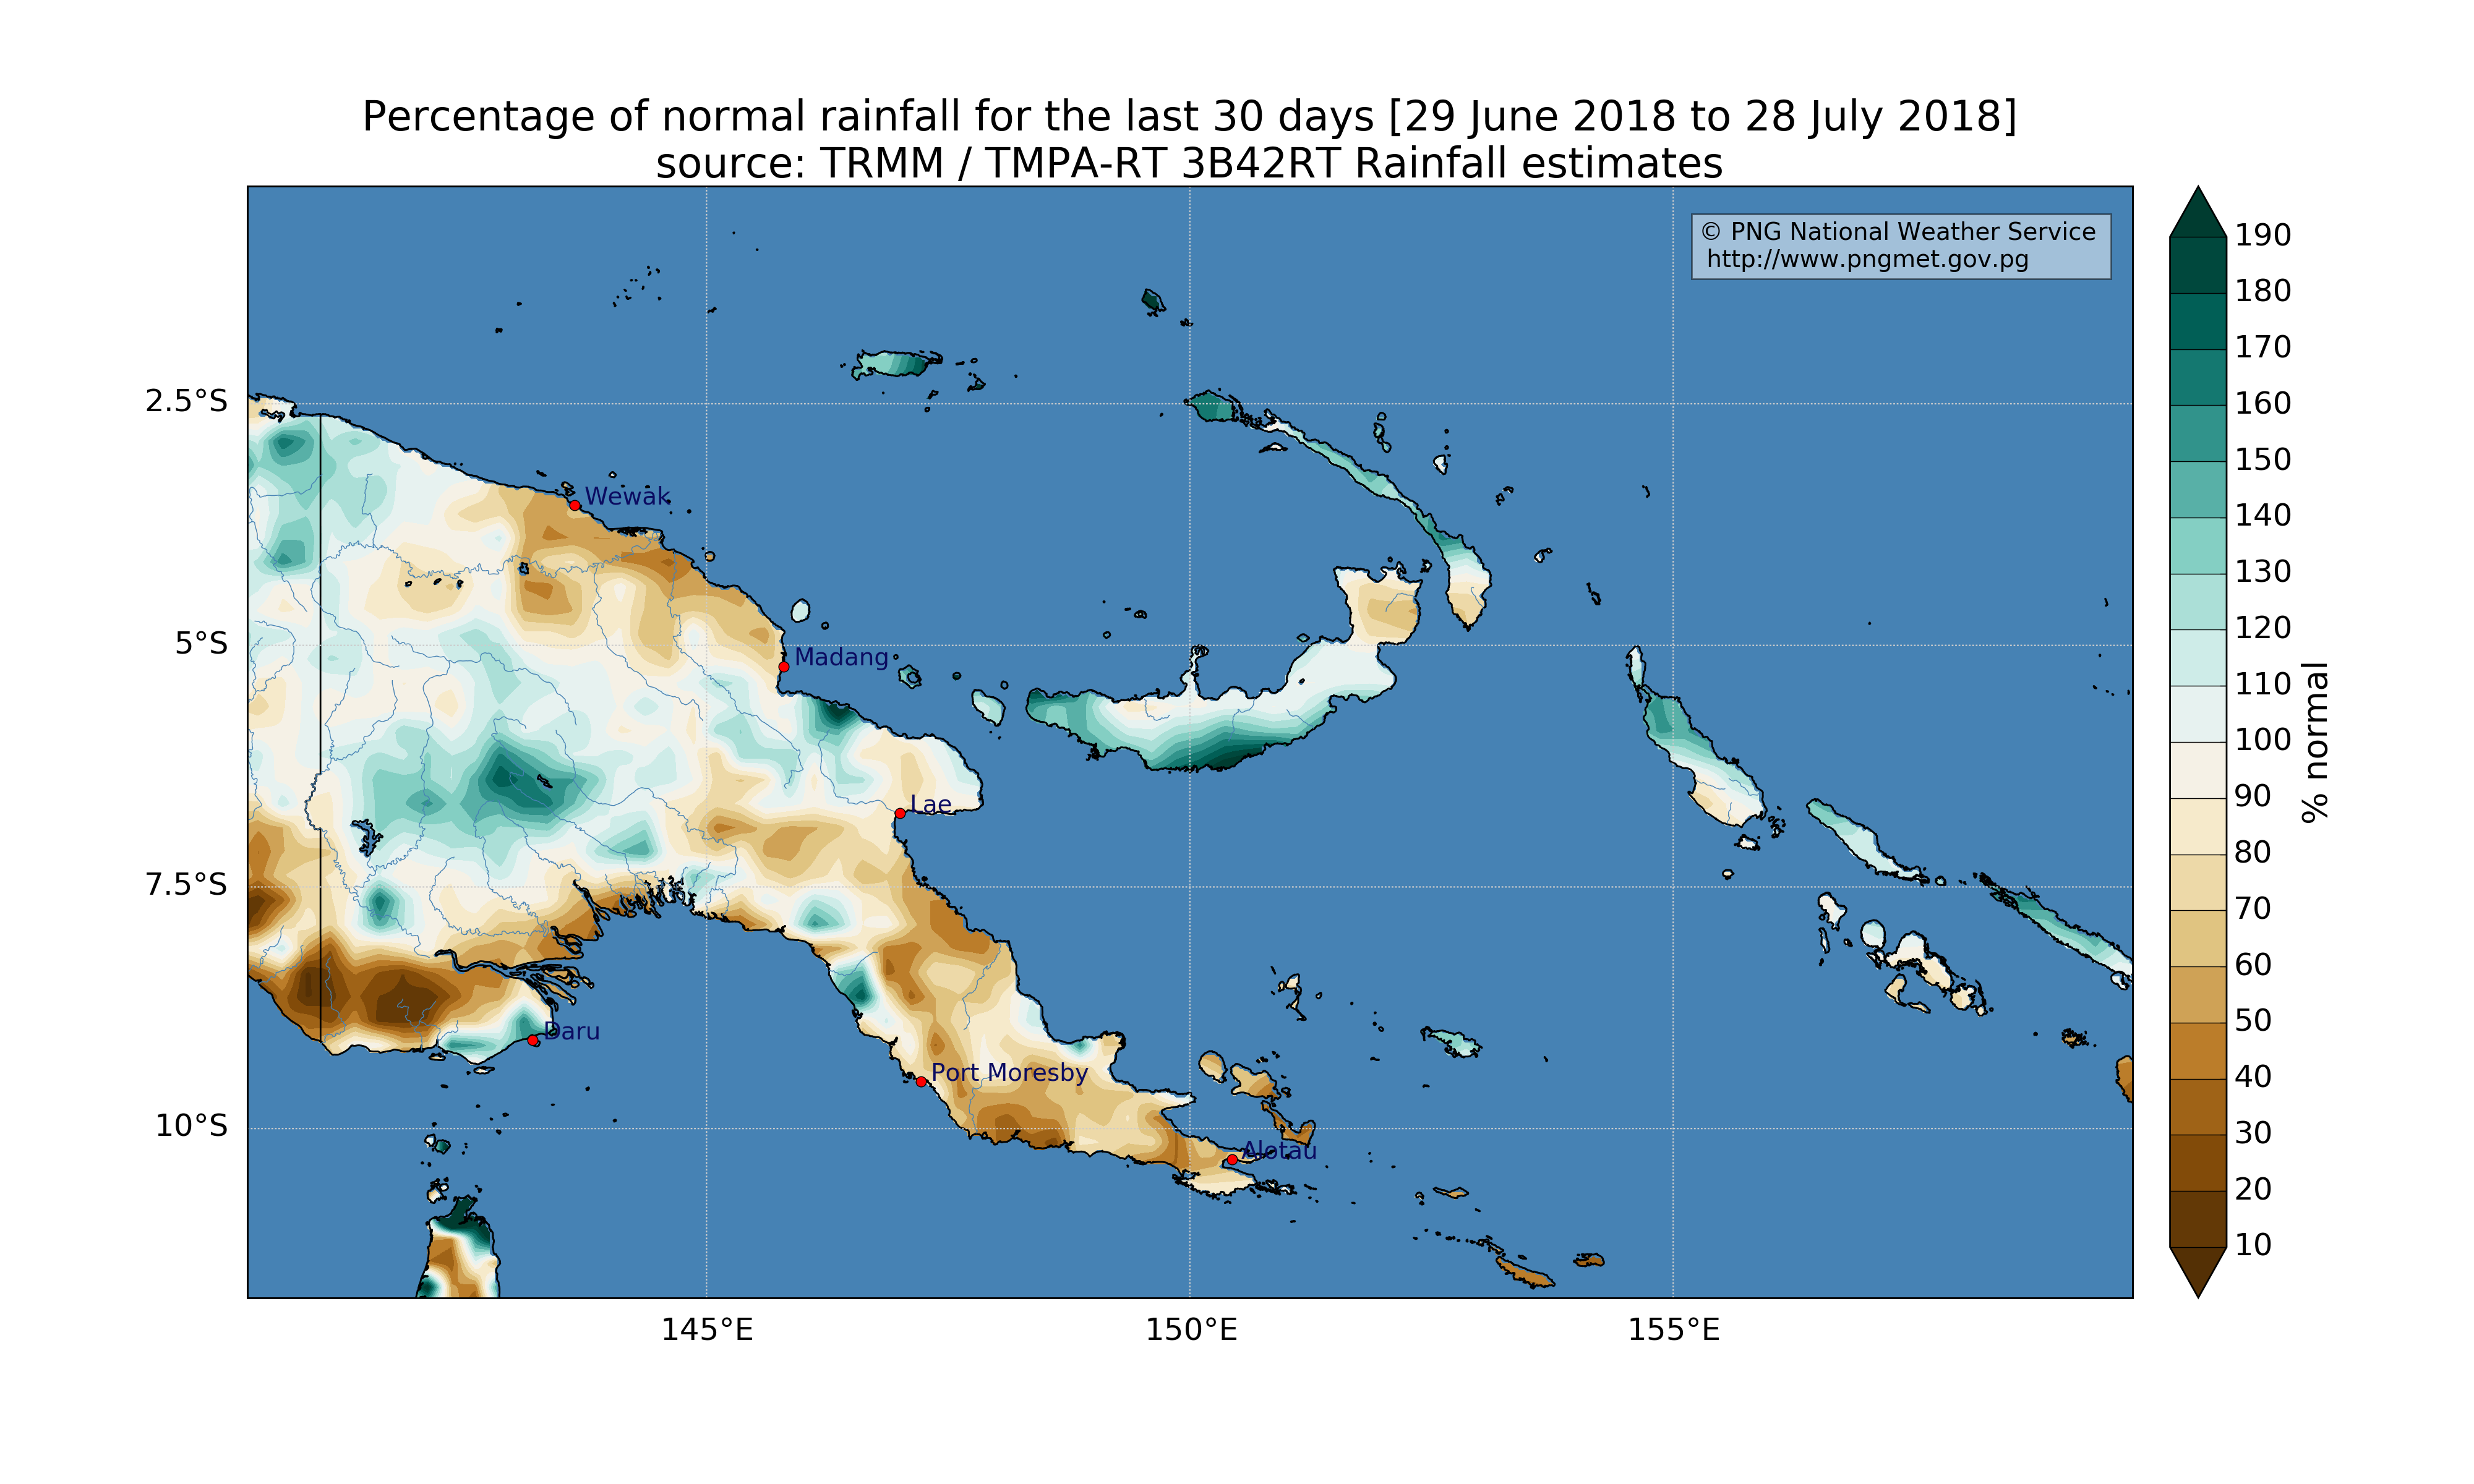 Percentage of normal rainfall for the last 30 days [29 June 2018 to 28 July 2018]
source: TRMM / TMPA-RT 3B42RT Rainfall estimates
© PNG National Weather Service
http://www.pngmet.gov.pg
2.5°S
5°S
7.5°S
10°S
145°E
150°E
155°E
Wewak
Madang
Lae
Daru
Port Moresby
Alotau
190
180
170
160
150
140
130
120
110
100
90
80
70
60
50
40
30
20
10
% normal